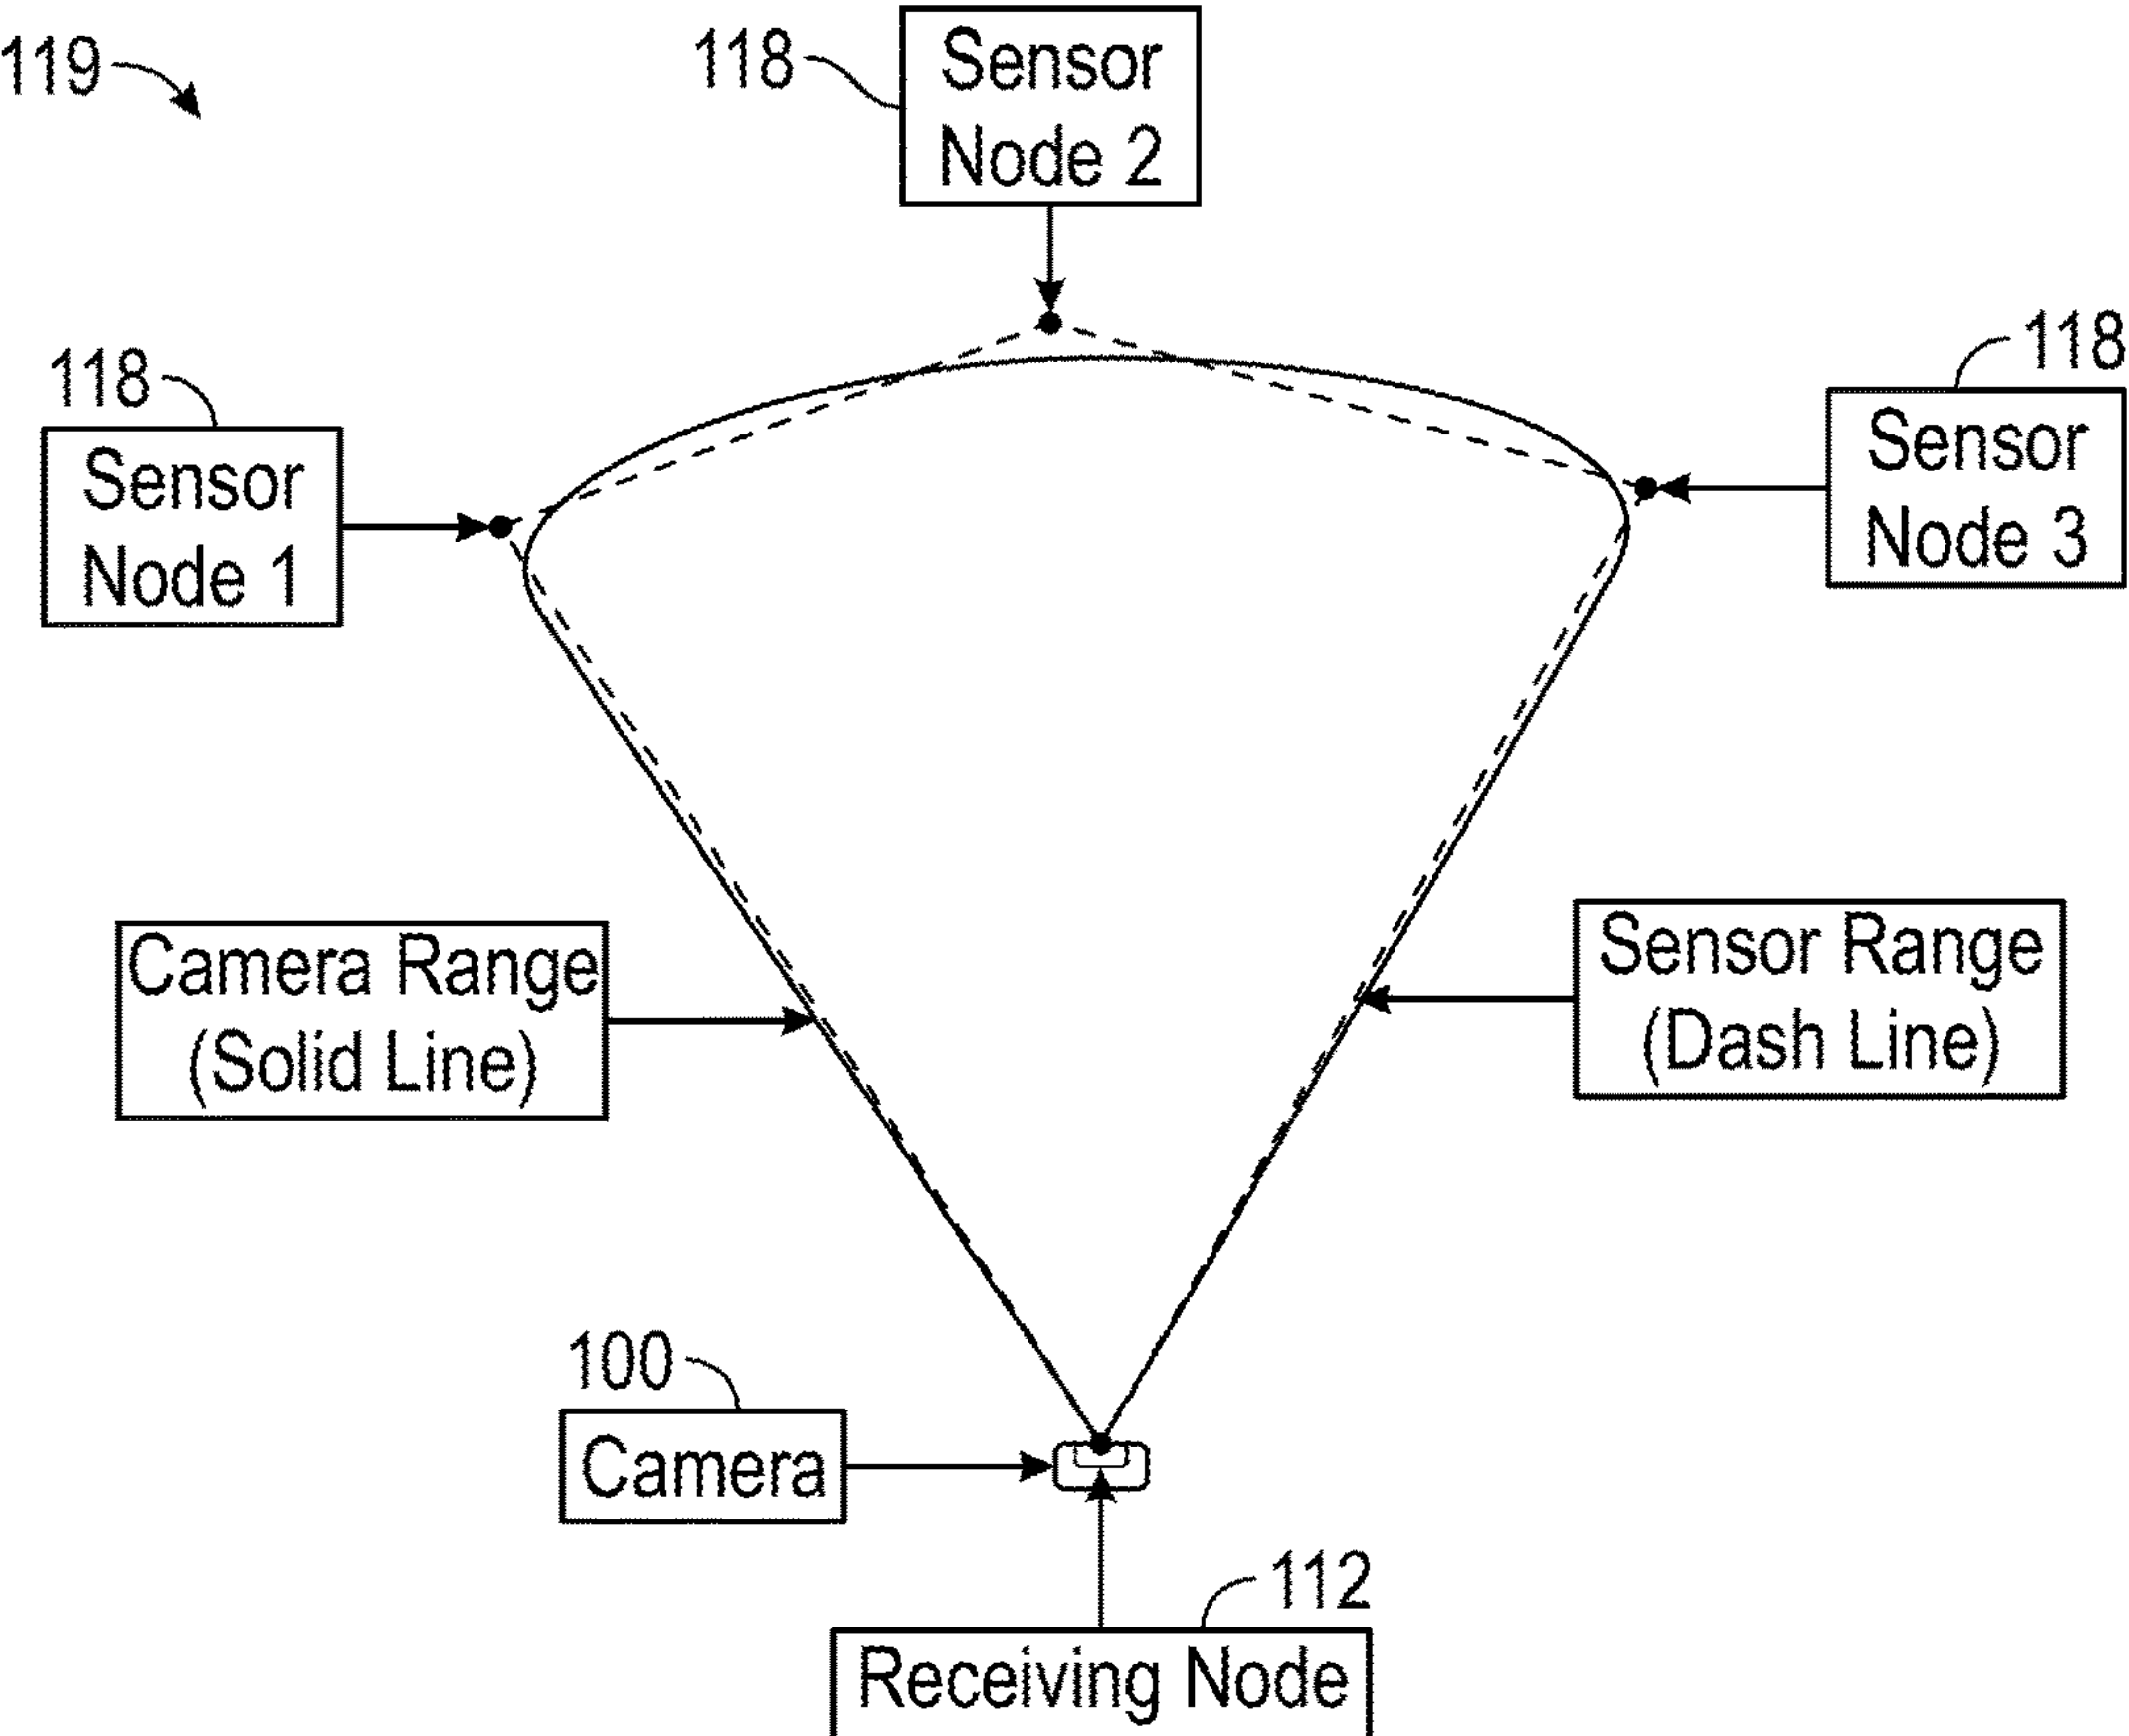 119
118
Sensor
Node 2
118
Sensor
Node 1
118
Sensor
Node 3
Camera Range
(Solid Line)
Sensor Range
(Dash Line)
100
Camera
112
Receiving Node